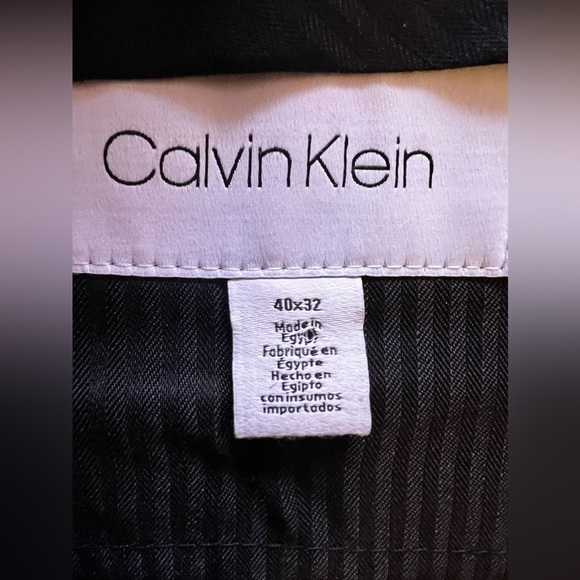 Calvin Klein
40x32
Made in
Egypt
Fabriqué en
Égypte
Hecho en
Egipto
con insumos
importados